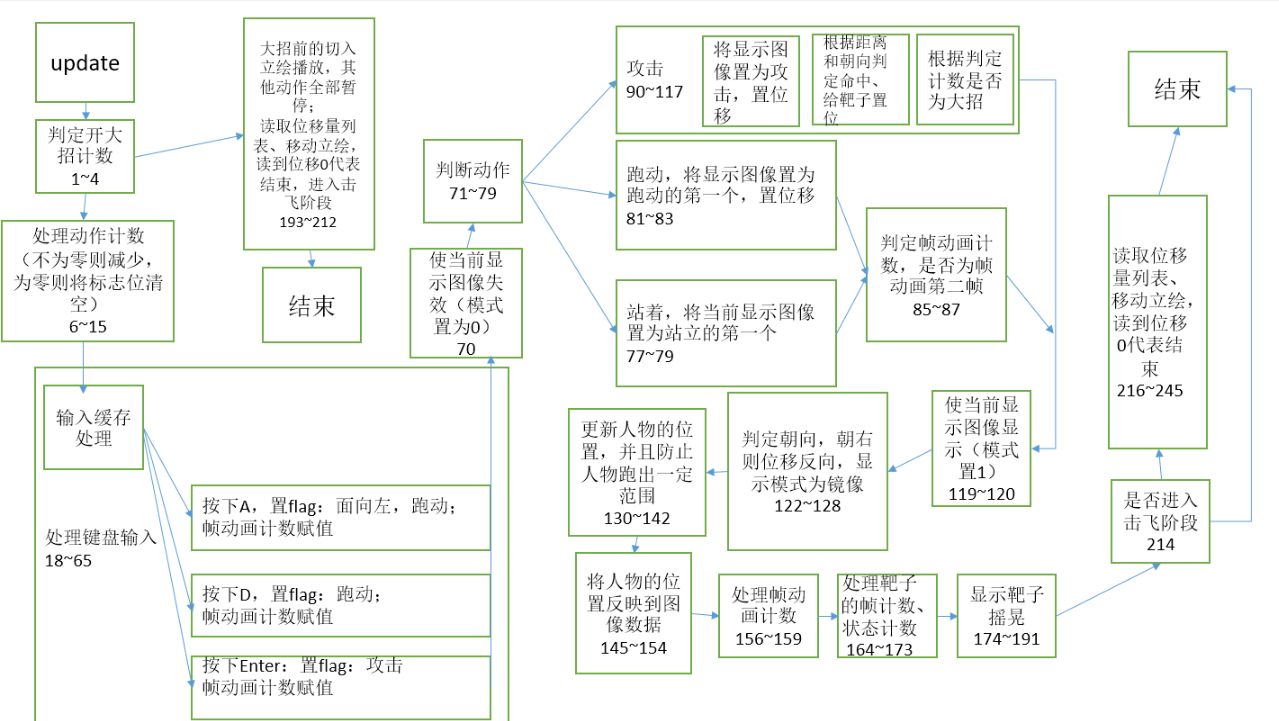 update
判定开大
招计数
1~4
处理动作计数
（不为零则减少，
为零则将标志位清
空）
6~15
输入缓存
处理
处理键盘输入
18~65
按下A，置flag：面向左，跑动；
帧动画计数赋值
按下D，置flag：跑动；
帧动画计数赋值
按下Enter：置flag：攻击
帧动画计数赋值
大招前的切入
立绘播放，其
他动作全部暂
停；
读取位移量列
表、移动立绘，
读到位移0代表
结束，进入击
飞阶段
193~212
结束
使当前显
示图像失
效（模式
置为0）
70
判断动作
71~79
攻击
90~117
将显示图
像置为攻
击，置位
移
根据距离
和朝向判
定命中、
给靶子置
位
根据判定
计数是否
为大招
跑动，将显示图像置为
跑动的第一个，置位移
81~83
站着，将当前显示图像
置为站立的第一个
77~79
判定帧动画计
数，是否为帧
动画第二帧
85~87
使当前显
示图像显
示（模式
置1）
119~120
判定朝向，朝右
则位移反向，显
示模式为镜像
122~128
更新人物的位
置，并且防止
人物跑出一定
范围
130~142
将人物的位
置反映到图
像数据
145~154
处理帧动
画计数
156~159
处理靶子
的帧计数、
状态计数
164~173
显示靶子
摇晃
174~191
是否进入
击飞阶段
214
读取位移
量列表、
移动立绘，
读到位移
0代表结
束
216~245
结束